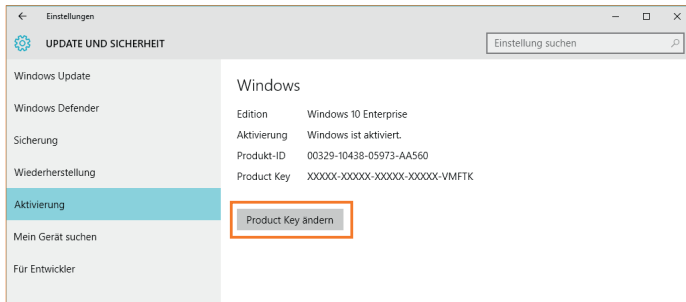 Einstellungen
UPDATE UND SICHERHEIT
Einstellung suchen
Windows Update
Windows Defender
Sicherung
Wiederherstellung
Aktivierung
Mein Gerät suchen
Für Entwickler
Windows
Edition Windows 10 Enterprise
Aktivierung Windows ist aktiviert.
Produkt-ID 00329-10438-05973-AA560
Product Key XXXXX-XXXXX-XXXXX-XXXXX-VMFTK
Product Key ändern